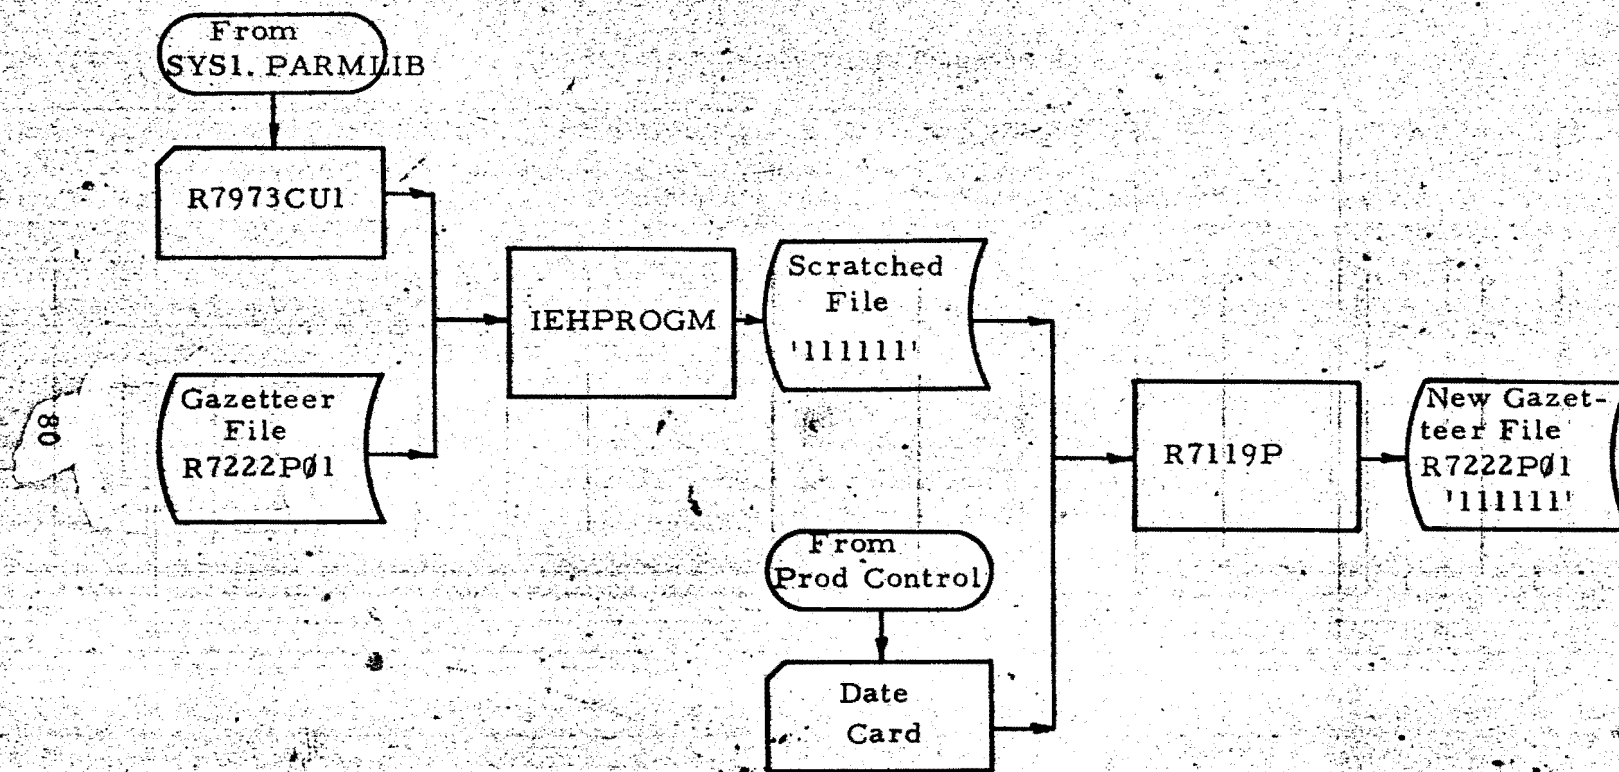 From
SYS1. PARMLIB
R7973CU1
Gazetteer
File
R7222PØ1
IEHPROGM
Scratched
File
'111111'
From
Prod Control
Date
Card
R7119P
New Gazet-
teer File
R7222PØ1
'111111'
80